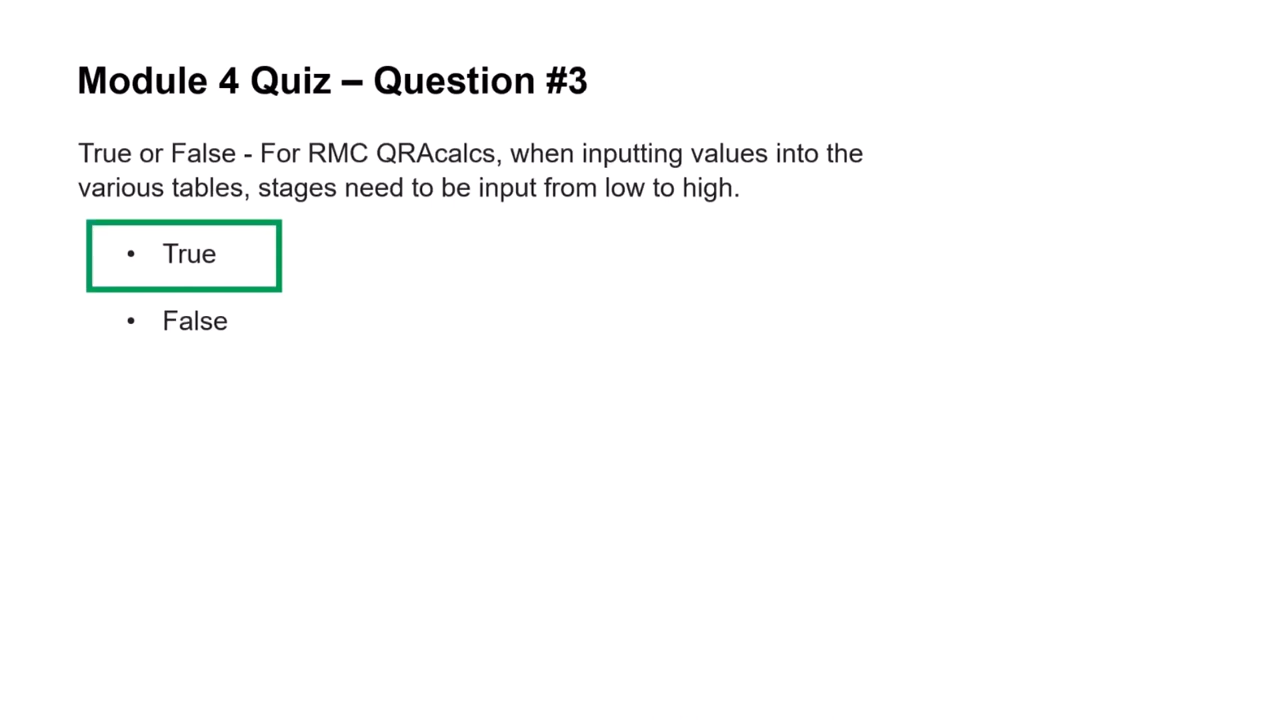 Module 4 Quiz – Question #3
True or False - For RMC QRAcalcs, when inputting values into the
various tables, stages need to be input from low to high.
• True
• False